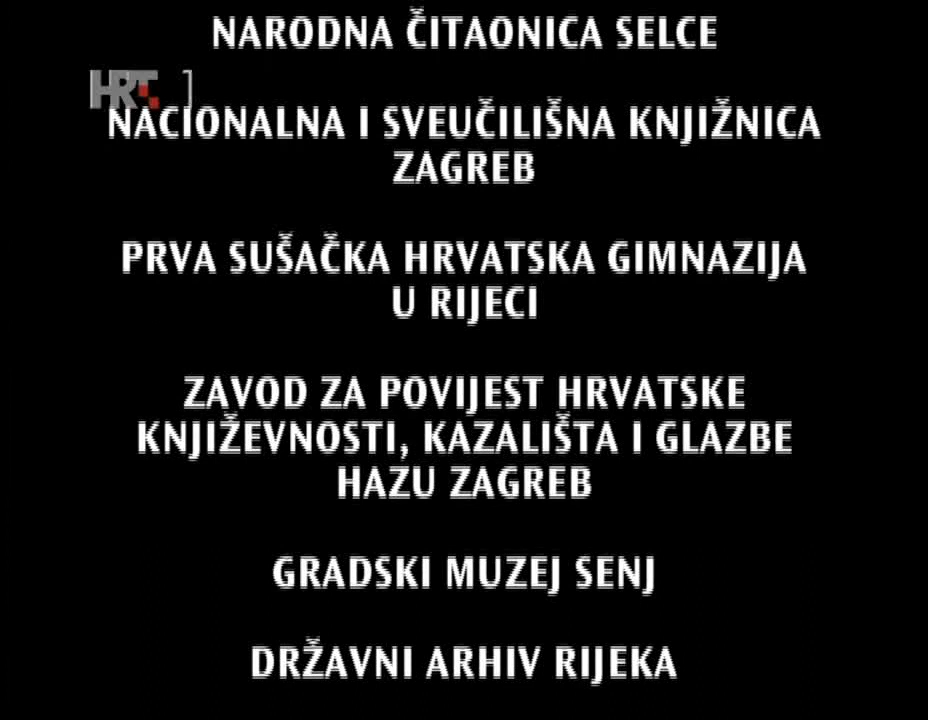 NARODNA ČITAONICA SELCE
HRT
NACIONALNA I SVEUČILIŠNA KNJIŽNICA
ZAGREB
PRVA SUŠAČKA HRVATSKA GIMNAZIJA
U RIJECI
ZAVOD ZA POVIJEST HRVATSKE
KNJIŽEVNOSTI, KAZALIŠTA I GLAZBE
HAZU ZAGREB
GRADSKI MUZEJ SENJ
DRŽAVNI ARHIV RIJEKA